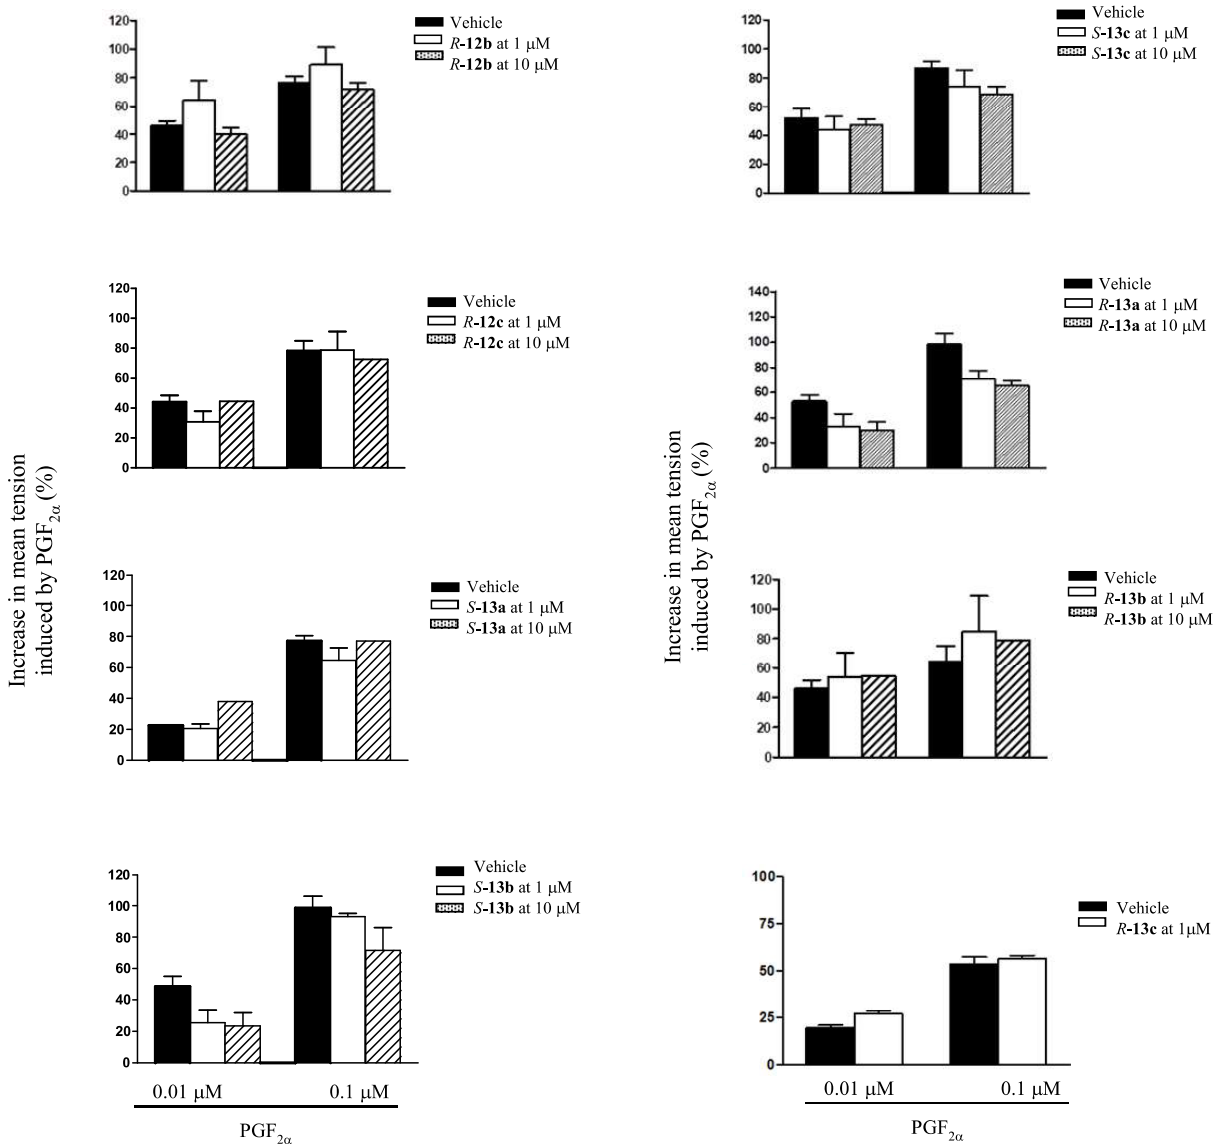 120
100
80
60
40
20
0
Vehicle
R-12b at 1 μM
R-12b at 10 μM
120
100
80
60
40
20
0
Vehicle
S-13c at 1 μM
S-13c at 10 μM
120
100
80
60
40
20
0
Vehicle
R-12c at 1 μM
R-12c at 10 μM
140
120
100
80
60
40
20
0
Vehicle
R-13a at 1 μM
R-13a at 10 μM
Increase in mean tension
induced by PGF2α (%)
Increase in mean tension
induced by PGF2α (%)
120
100
80
60
40
20
0
Vehicle
S-13a at 1 μM
S-13a at 10 μM
120
100
80
60
40
20
0
Vehicle
R-13b at 1 μM
R-13b at 10 μM
120
100
80
60
40
20
0
Vehicle
S-13b at 1 μM
S-13b at 10 μM
0.01 μM 0.1 μM
PGF2α
100
75
50
25
0
Vehicle
R-13c at 1μM
0.01 μM 0.1 μM
PGF2α